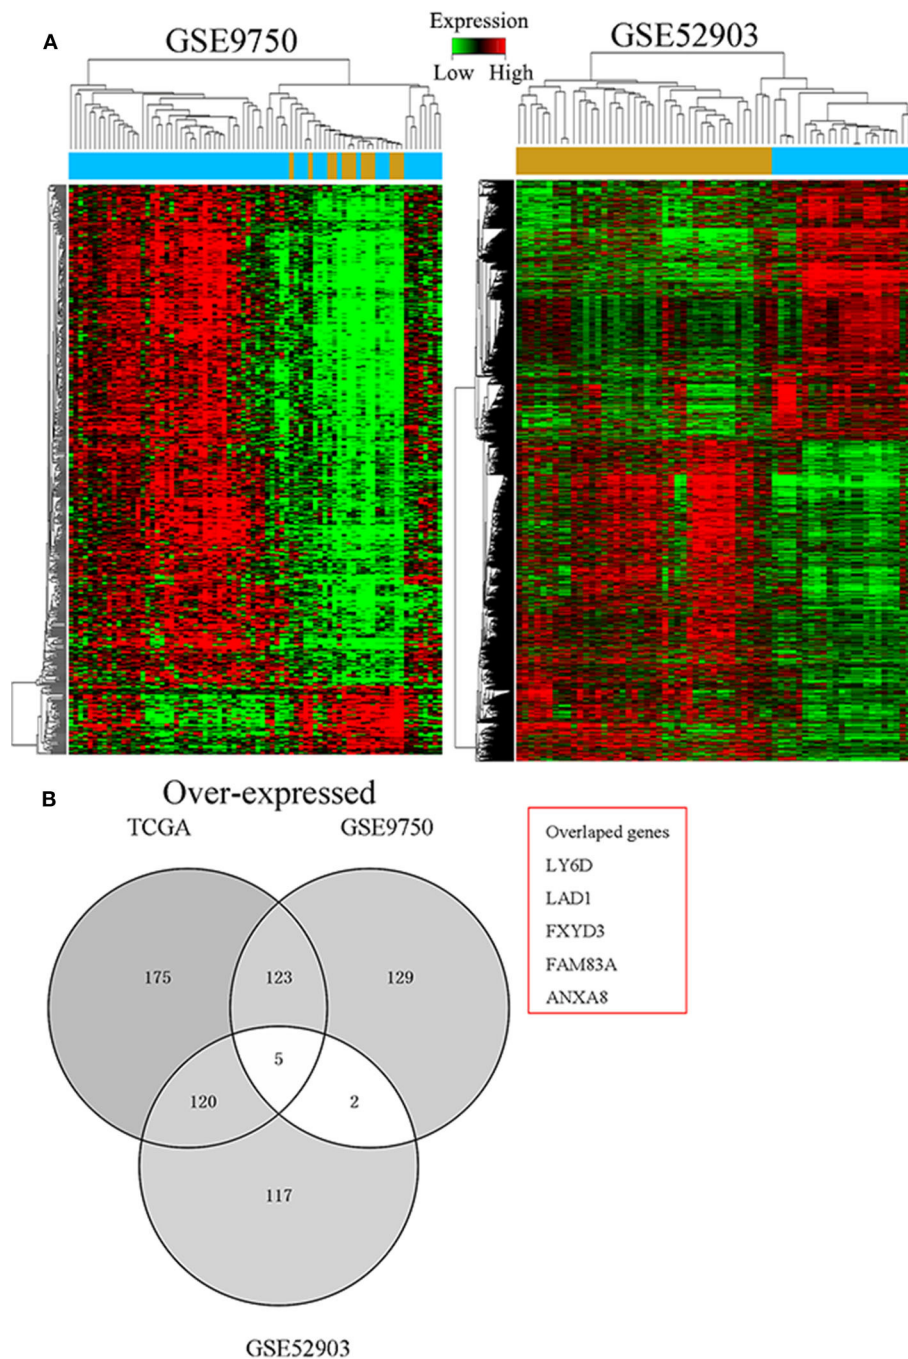 A
GSE9750
Expression
Low High
GSE52903
B
Over-expressed
TCGA
GSE9750
175
123
129
5
120
2
117
GSE52903
Overlaped genes
LY6D
LAD1
FXYD3
FAM83A
ANXA8